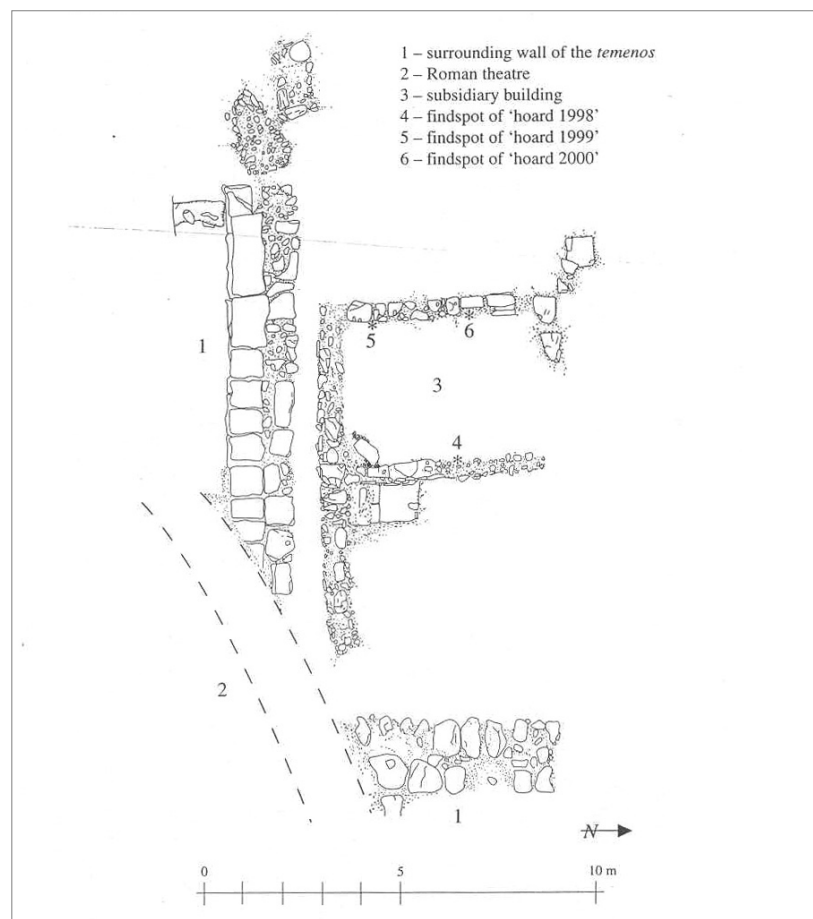 1 – surrounding wall of the temenos
2 – Roman theatre
3 – subsidiary building
4 – findspot of ‘hoard 1998’
5 – findspot of ‘hoard 1999’
6 – findspot of ‘hoard 2000’
1
5
6
3
4
2
1
N
0 5 10 m